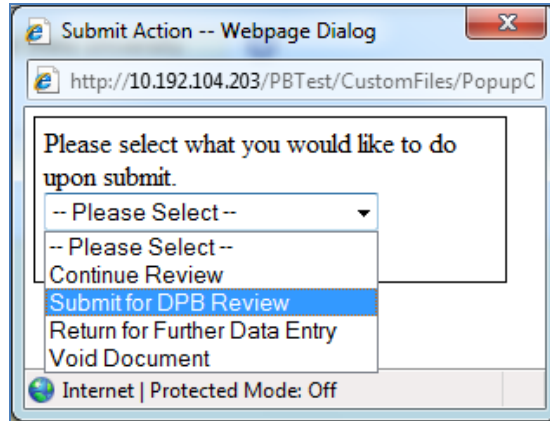 Submit Action -- Webpage Dialog
http://10.192.104.203/PBTest/CustomFiles/PopupC
Please select what you would like to do
upon submit.
-- Please Select --
-- Please Select --
Continue Review
Submit for DPB Review
Return for Further Data Entry
Void Document
Internet | Protected Mode: Off